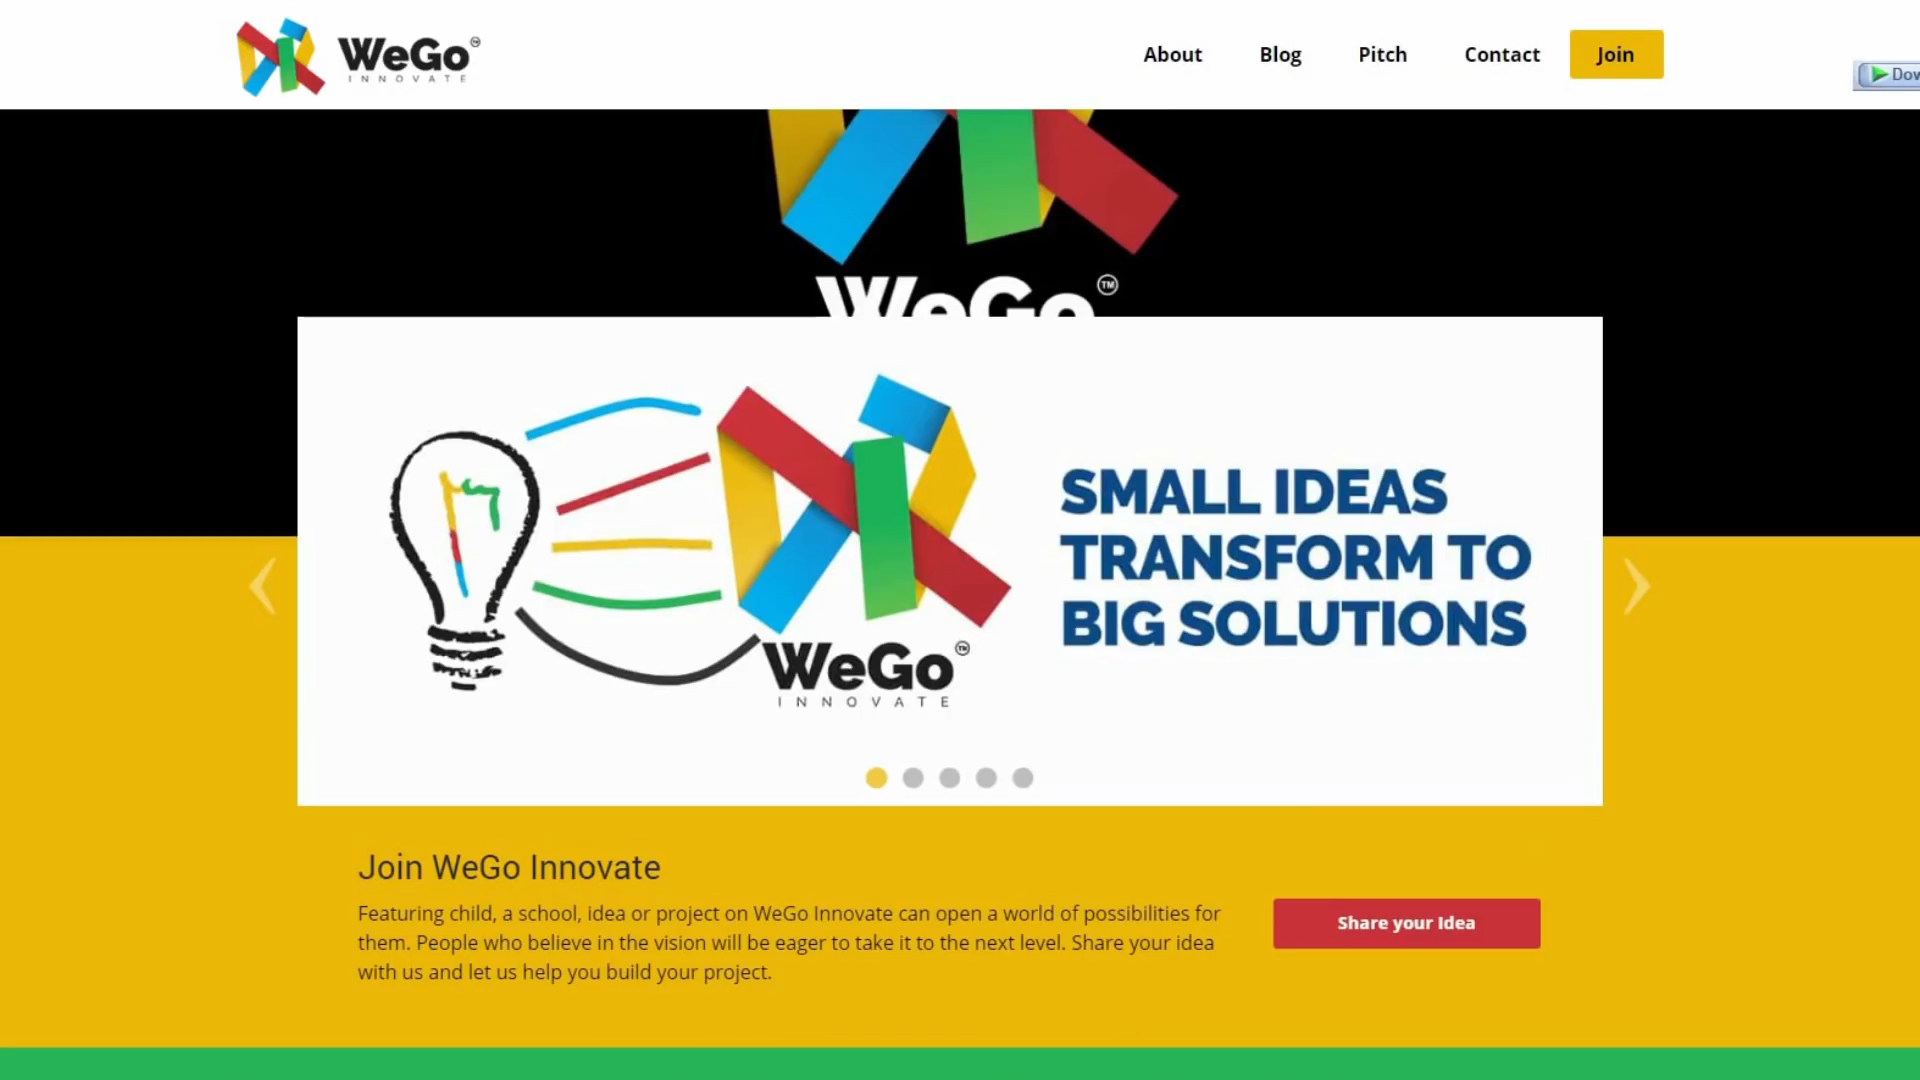 WeGo™
INNOVATE
About
Blog
Pitch
Contact
Join
WeGo™
SMALL IDEAS
TRANSFORM TO
BIG SOLUTIONS
WeGo™
INNOVATE
Join WeGo Innovate
Featuring child, a school, idea or project on WeGo Innovate can open a world of possibilities for
them. People who believe in the vision will be eager to take it to the next level. Share your idea
with us and let us help you build your project.
Share your Idea